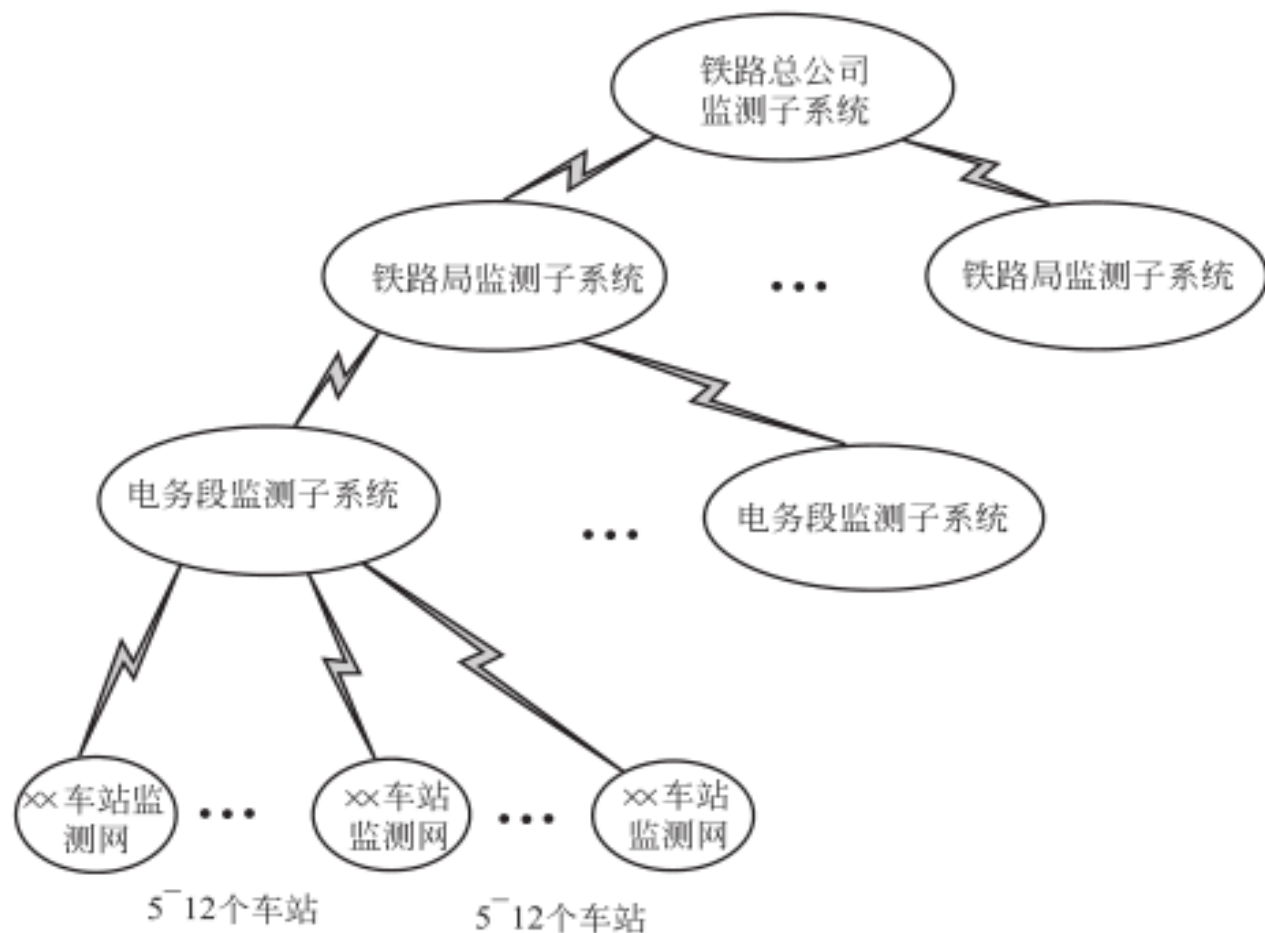 铁路总公司
监测子系统
铁路局监测子系统
...
铁路局监测子系统
电务段监测子系统
...
电务段监测子系统
××车站监
测网
...
××车站
监测网
...
××车站
监测网
5¯12个车站
5¯12个车站